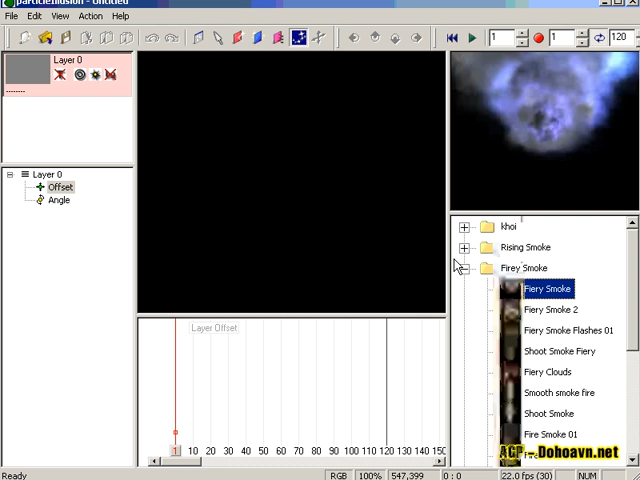 particleIllusion - Untitled
File Edit View Action Help
1 1 120
Layer 0
--------
Layer 0
Offset
Angle
khoi
Rising Smoke
Firey Smoke
Fiery Smoke
Fiery Smoke 2
Fiery Smoke Flashes 01
Shoot Smoke Fiery
Fiery Clouds
Smooth smoke fire
Shoot Smoke
Fire Smoke 01
Layer Offset
1 10 20 30 40 50 60 70 80 90 100 110 120 130 140 150
ACP - Dohoavn.net
Ready RGB 100% 547,399 0 : 0 22.0 fps (30) NUM